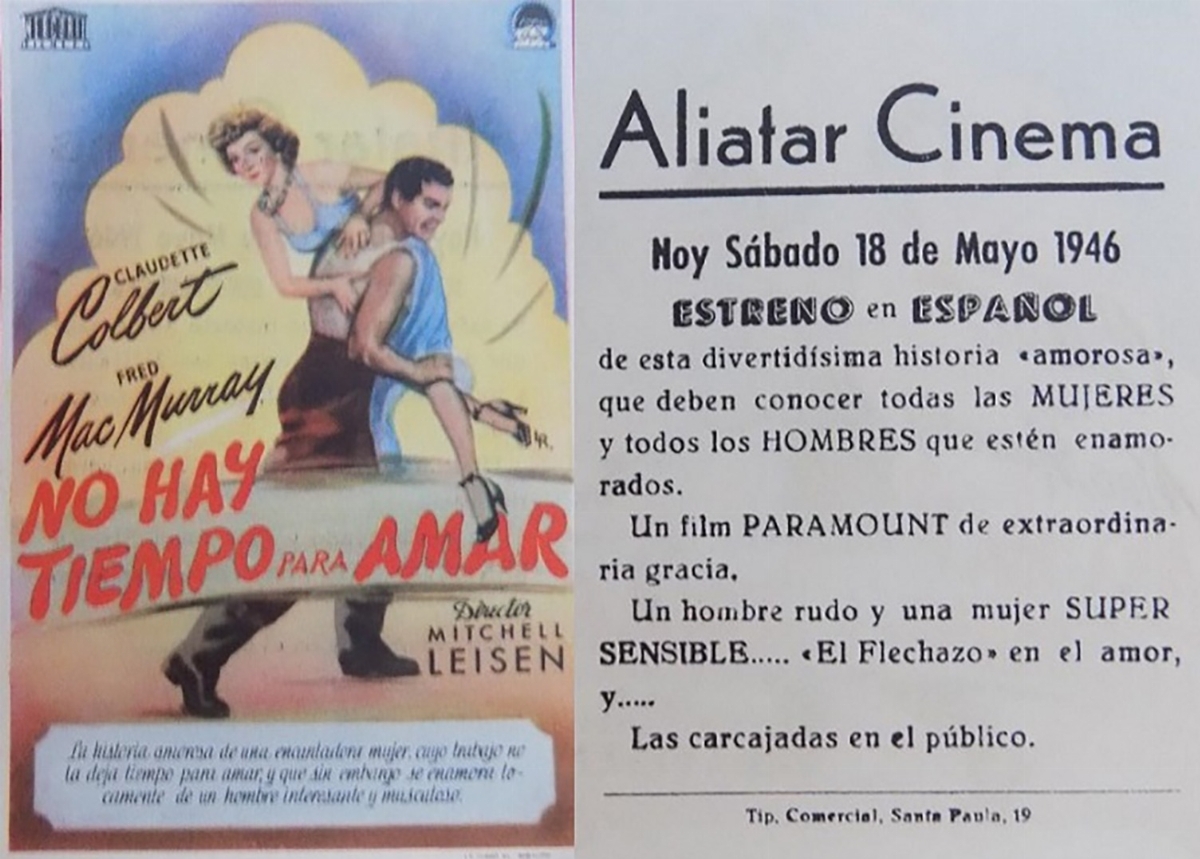 CLAUDETTE
Colbert
FRED
Mac Murray
NO HAY
TIEMPO PARA AMAR
Director
MITCHELL
LEISEN
La historia amorosa de una encantadora mujer, cuyo trabajo no
la deja tiempo para amar, y que sin embargo se enamora lo-
camente de un hombre interesante y musculoso.
Aliatar Cinema
Hoy Sábado 18 de Mayo 1946
ESTRENO en ESPAÑOL
de esta divertidísima historia «amorosa»,
que deben conocer todas las MUJERES
y todos los HOMBRES que estén enamo-
rados.
Un film PARAMOUNT de extraordina-
ria gracia.
Un hombre rudo y una mujer SUPER
SENSIBLE..... «El Flechazo» en el amor,
y.....
Las carcajadas en el público.
Tip. Comercial, Santa Paula, 19